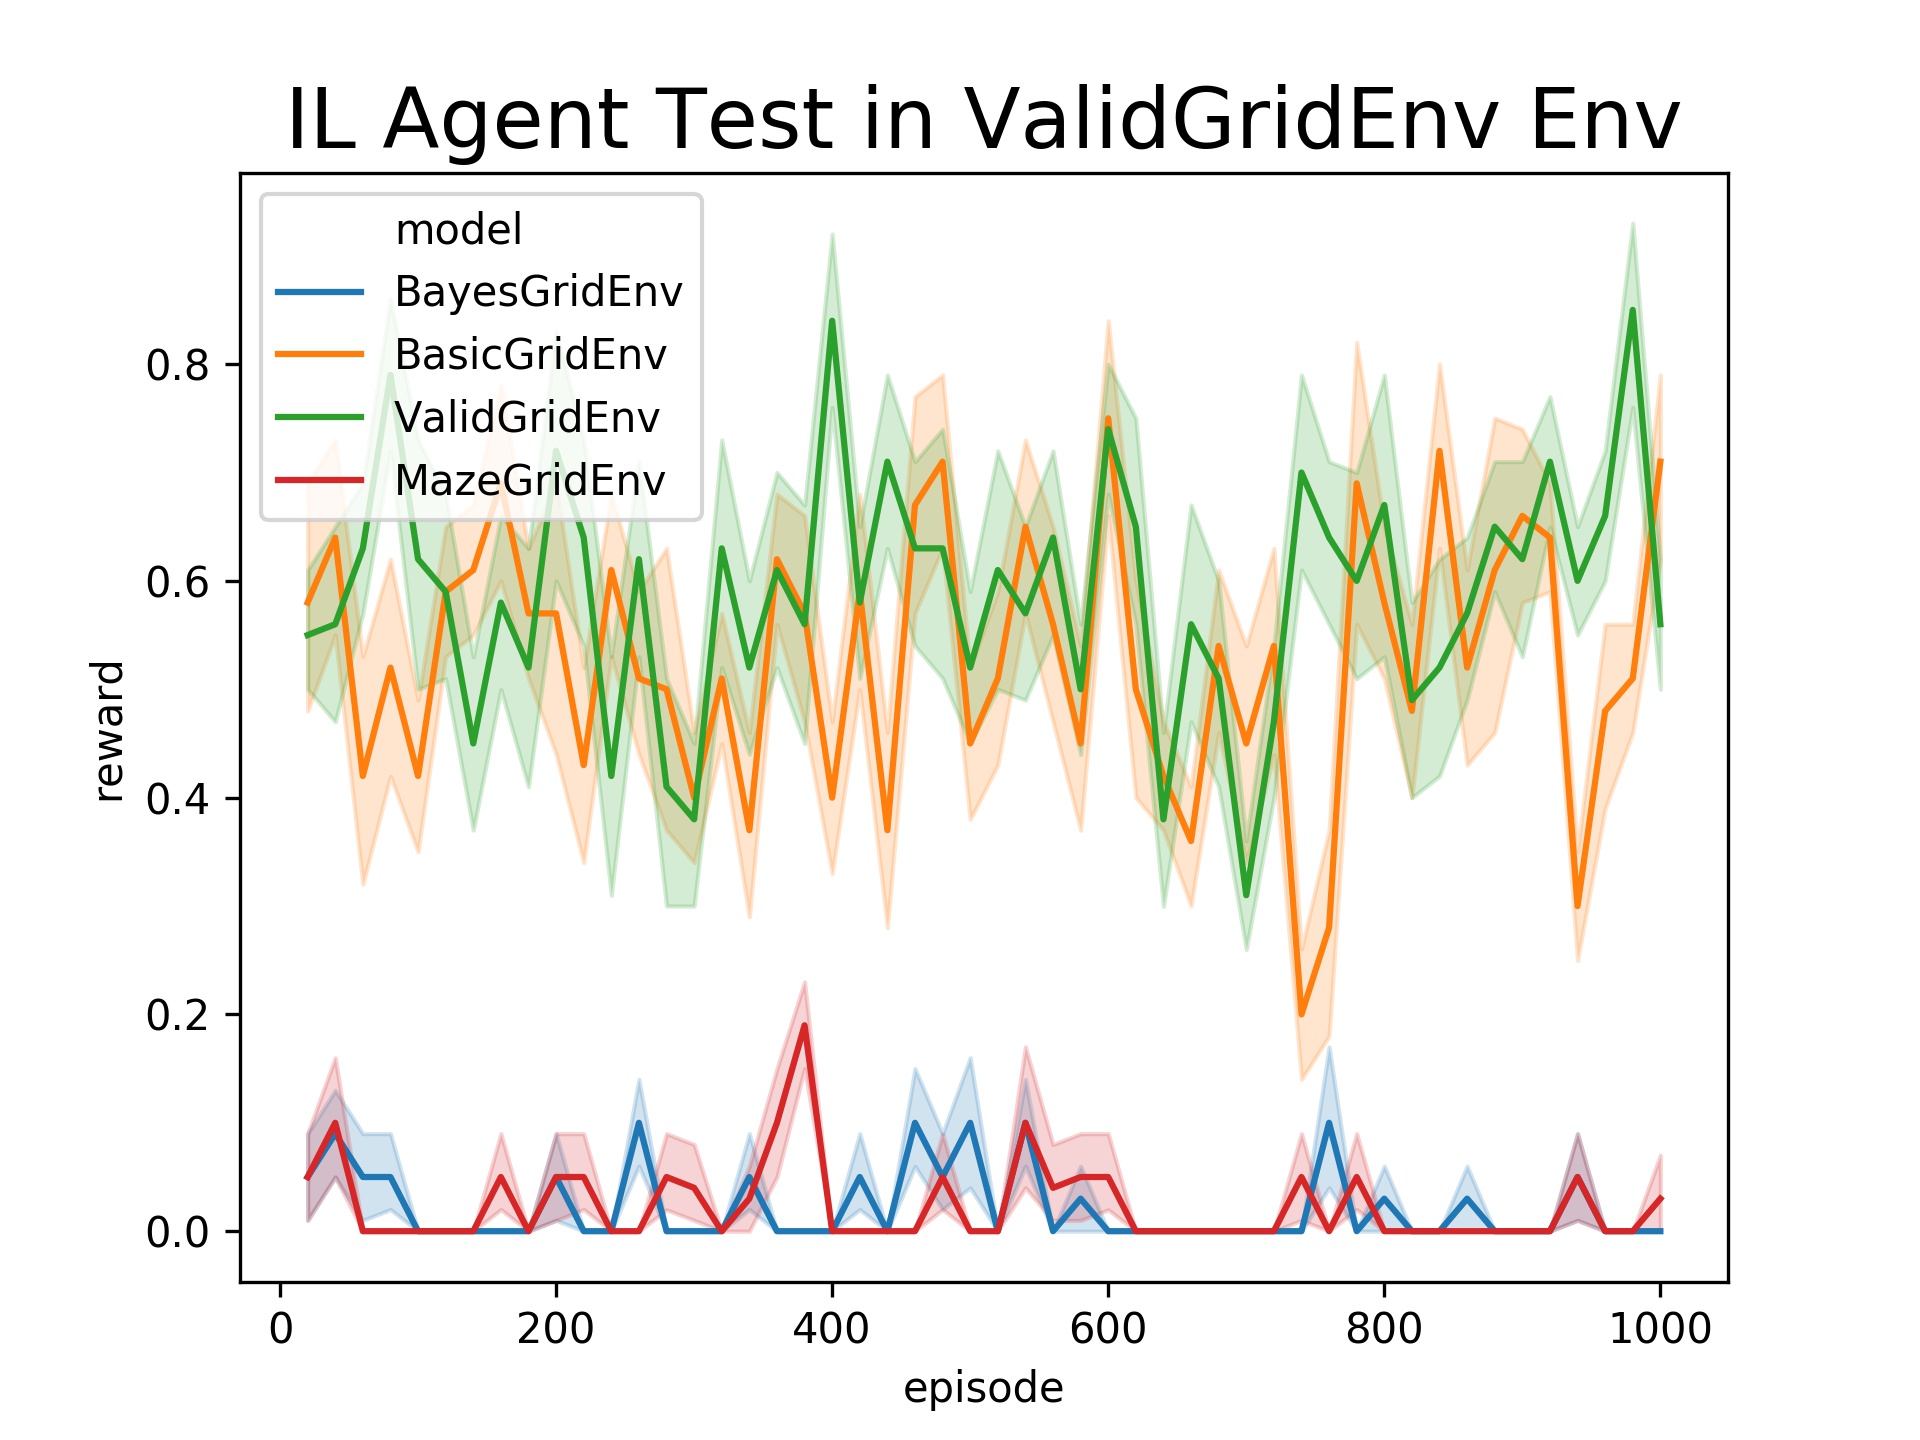 IL Agent Test in ValidGridEnv Env
model
BayesGridEnv
BasicGridEnv
ValidGridEnv
MazeGridEnv
0.8
0.6
0.4
0.2
0.0
reward
0 200 400 600 800 1000
episode